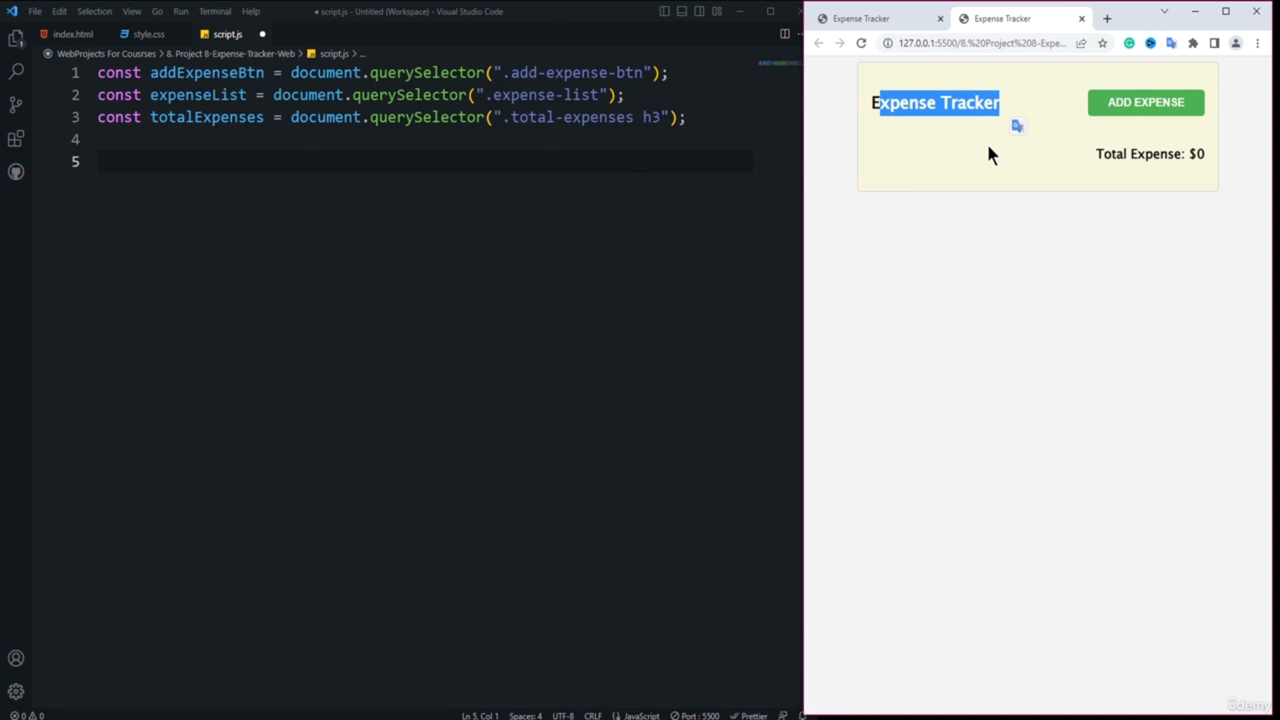 File Edit Selection View Go Run Terminal Help
● script.js - Untitled (Workspace) - Visual Studio Code
index.html style.css script.js
WebProjects For Coursces > 8. Project 8-Expense-Tracker-Web > script.js > ...
1 const addExpenseBtn = document.querySelector(".add-expense-btn");
2 const expenseList = document.querySelector(".expense-list");
3 const totalExpenses = document.querySelector(".total-expenses h3");
4
5
Ln 5, Col 1 Spaces: 4 UTF-8 CRLF {} JavaScript Port : 5500 Prettier
0 0
Expense Tracker Expense Tracker
127.0.0.1:5500/8.%20Project%208-Expe...
Expense Tracker ADD EXPENSE
Total Expense: $0
ûdemy